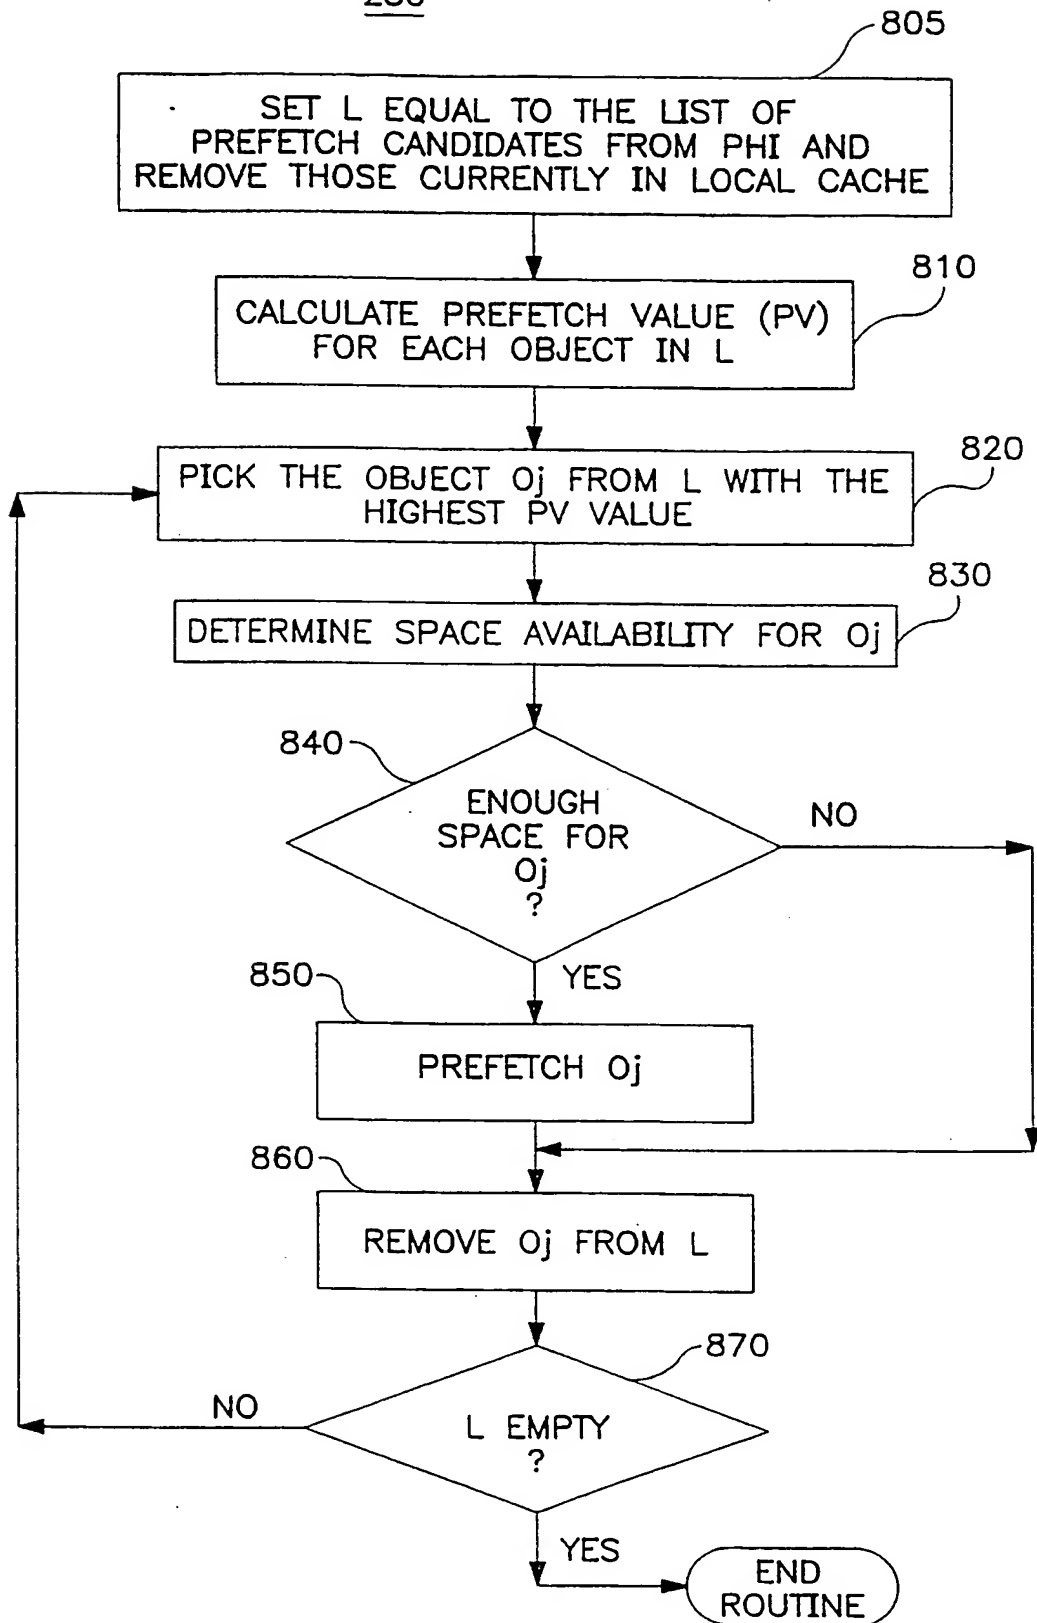 805
SET L EQUAL TO THE LIST OF
PREFETCH CANDIDATES FROM PHI AND
REMOVE THOSE CURRENTLY IN LOCAL CACHE
810
CALCULATE PREFETCH VALUE (PV)
FOR EACH OBJECT IN L
820
PICK THE OBJECT Oj FROM L WITH THE
HIGHEST PV VALUE
830
DETERMINE SPACE AVAILABILITY FOR Oj
840
ENOUGH
SPACE FOR
Oj
?
NO
YES
850
PREFETCH Oj
860
REMOVE Oj FROM L
870
NO
L EMPTY
?
YES
END
ROUTINE